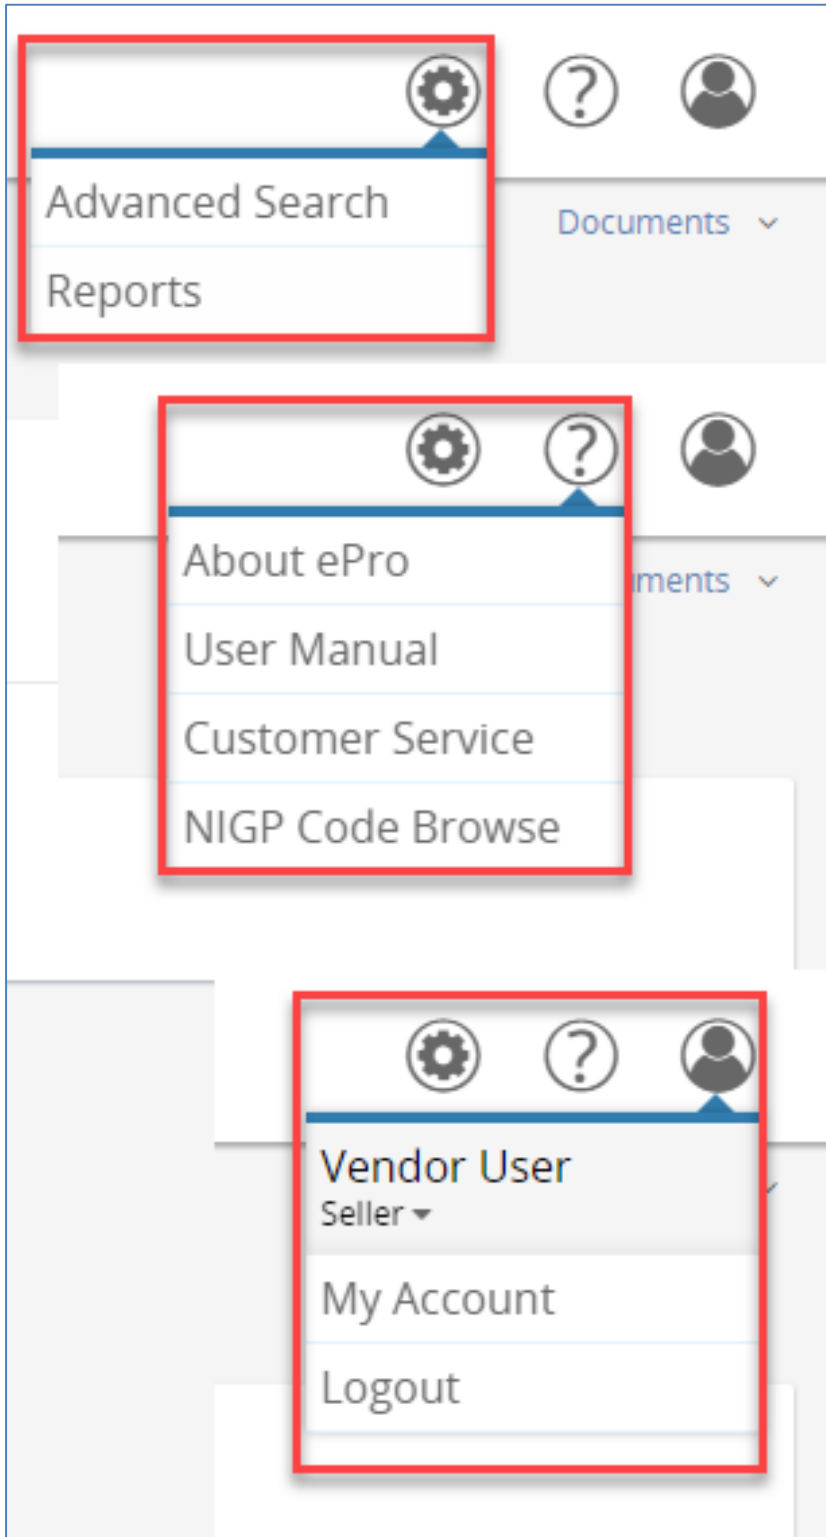 Advanced Search
Documents
Reports
About ePro
uments
User Manual
Customer Service
NIGP Code Browse
Vendor User
Seller
My Account
Logout